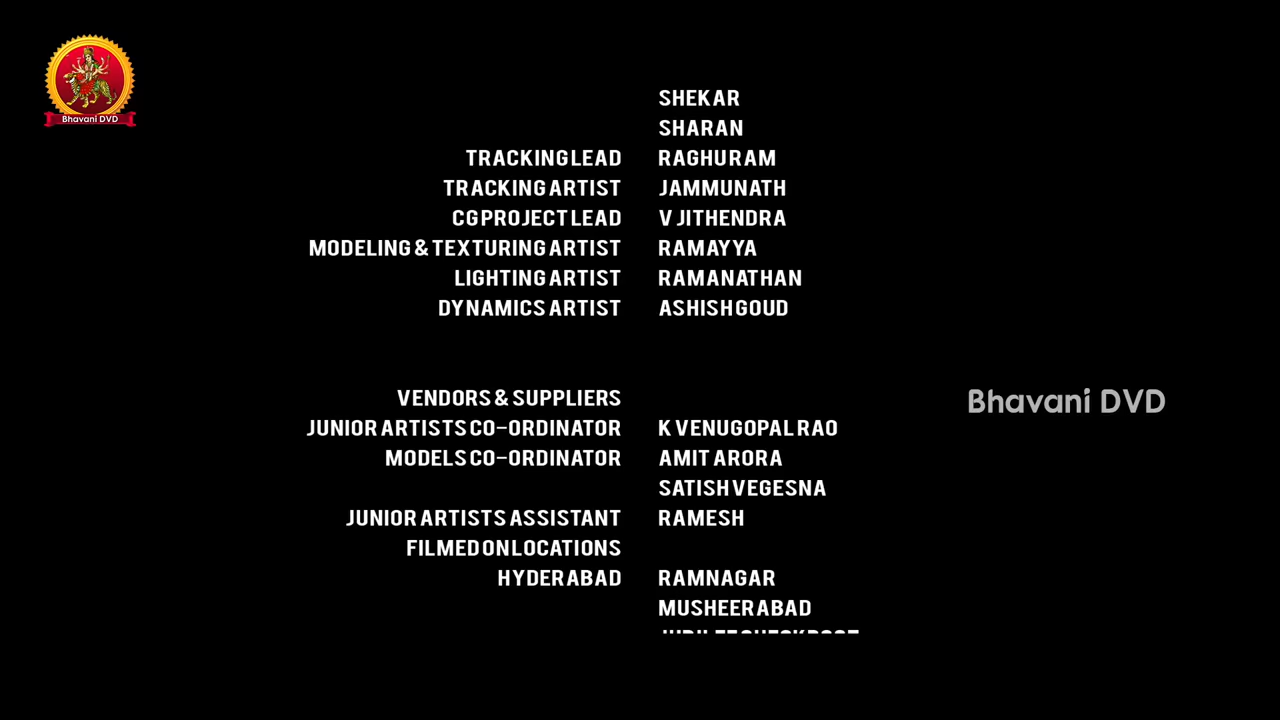 Bhavani DVD
SHEKAR
SHARAN
TRACKING LEAD RAGHURAM
TRACKING ARTIST JAMMUNATH
CG PROJECT LEAD V JITHENDRA
MODELING & TEXTURING ARTIST RAMAYYA
LIGHTING ARTIST RAMANATHAN
DYNAMICS ARTIST ASHISH GOUD
VENDORS & SUPPLIERS
Bhavani DVD
JUNIOR ARTISTS CO-ORDINATOR K VENUGOPAL RAO
MODELS CO-ORDINATOR AMIT ARORA
SATISH VEGESNA
JUNIOR ARTISTS ASSISTANT RAMESH
FILMED ON LOCATIONS
HYDERABAD RAMNAGAR
MUSHEERABAD